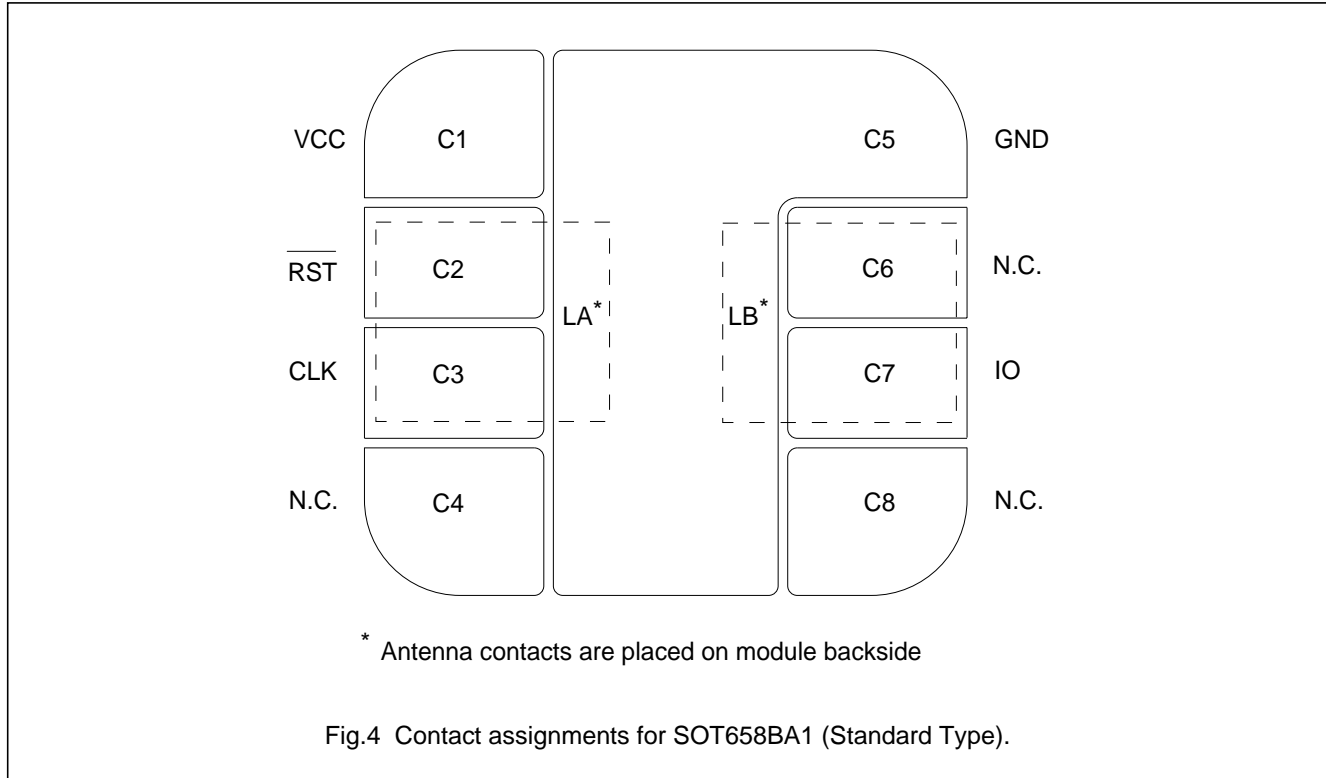 VCC C1 C5 GND
RST C2 C6 N.C.
LA* LB*
CLK C3 C7 IO
N.C. C4 C8 N.C.
* Antenna contacts are placed on module backside
Fig.4 Contact assignments for SOT658BA1 (Standard Type).